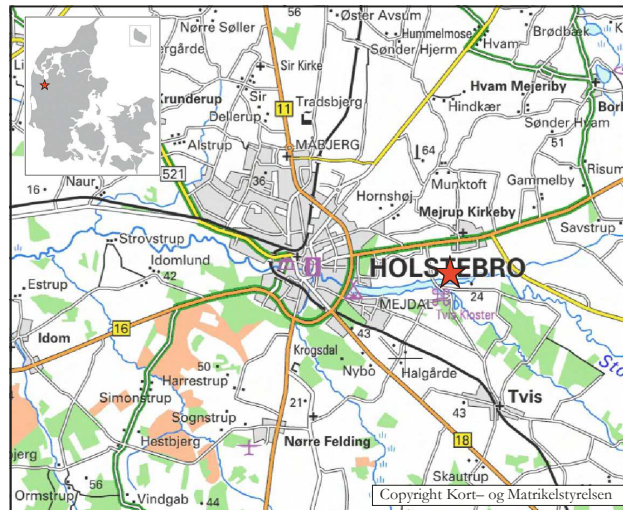 56
Øster Avsum
Nørre Søller
Hummelmose
Brødbæk
Hvam
Sønder Hjerm
Sir Kirke
Sir
Hvam Mejeriby
Krunderup
Tradsbjerg
Hindkær
Borb
11
Dellerup
Sønder Hvam
MÅBJERG
51
Alstrup
64
521
Risum
16
Naur
36
Munktoft
Gammelby
Hornshøj
Mejrup Kirkeby
Savstrup
Strovstrup
Idomlund
HOLSTEBRO
42
Estrup
24
MEJDAL
Tvis Kloster
16
43
Idom
Sto
Krogsdal
50
Nybo
Halgårde
Harrestrup
Simonstrup
Tvis
21
43
Sognstrup
Hestbjerg
Nørre Felding
18
bjerg
56
Skautrup
Ormstrup
Vindgab
44
Copyright Kort– og Matrikelstyrelsen